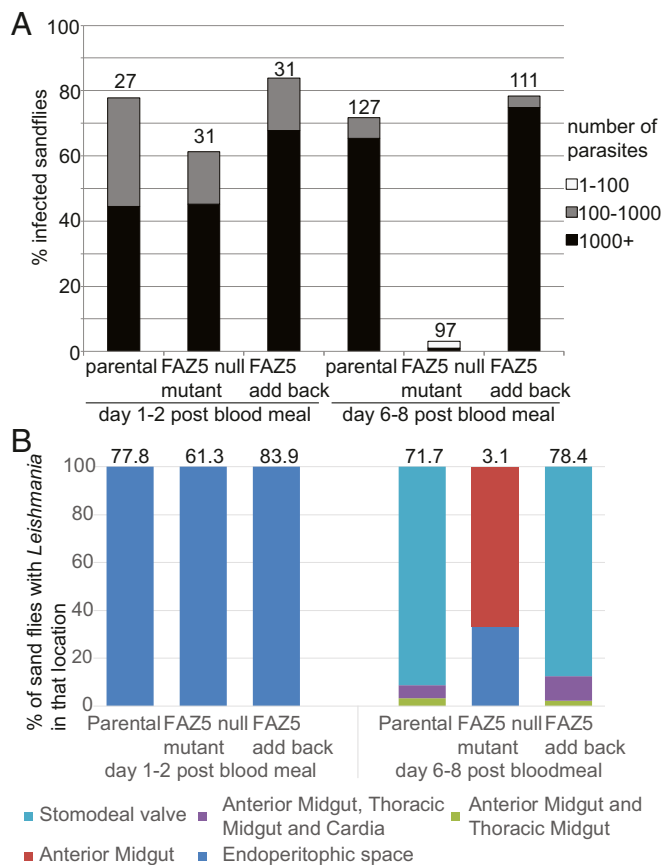 A
100
80
60
40
20
0
% infected sandflies
27
31
31
127
97
111
number of
parasites
1-100
100-1000
1000+
parental FAZ5 null FAZ5 parental FAZ5 null FAZ5
mutant add back mutant add back
day 1-2 post blood meal day 6-8 post blood meal
B
77.8 61.3 83.9 71.7 3.1 78.4
100
80
60
40
20
0
% of sand flies with Leishmania
in that location
Parental FAZ5 null FAZ5 Parental FAZ5 null FAZ5
mutant add back mutant add back
day 1-2 post blood meal day 6-8 post bloodmeal
Stomodeal valve
Anterior Midgut, Thoracic
Midgut and Cardia
Anterior Midgut and
Thoracic Midgut
Anterior Midgut
Endoperitophic space